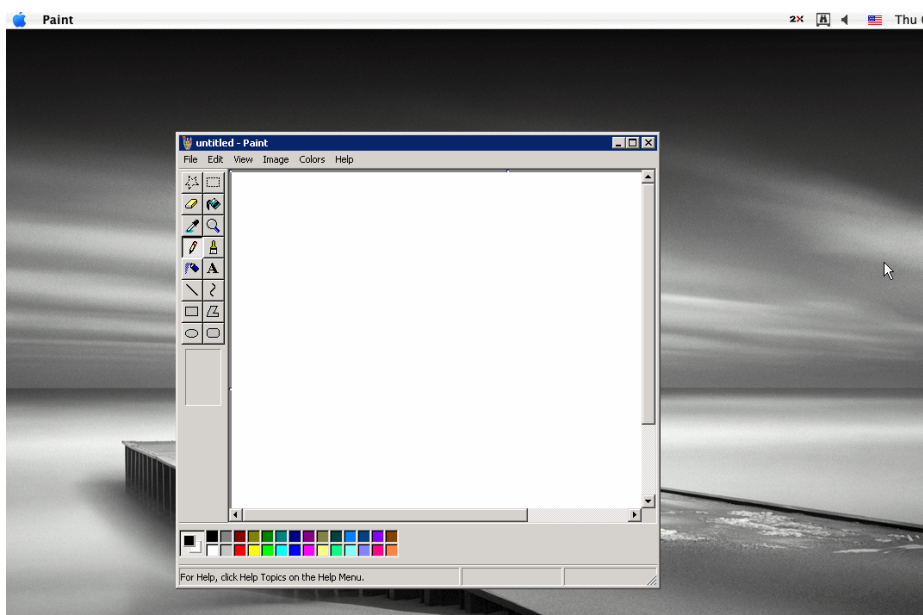 Paint 2X Thu
untitled - Paint
File Edit View Image Colors Help
A
For Help, click Help Topics on the Help Menu.